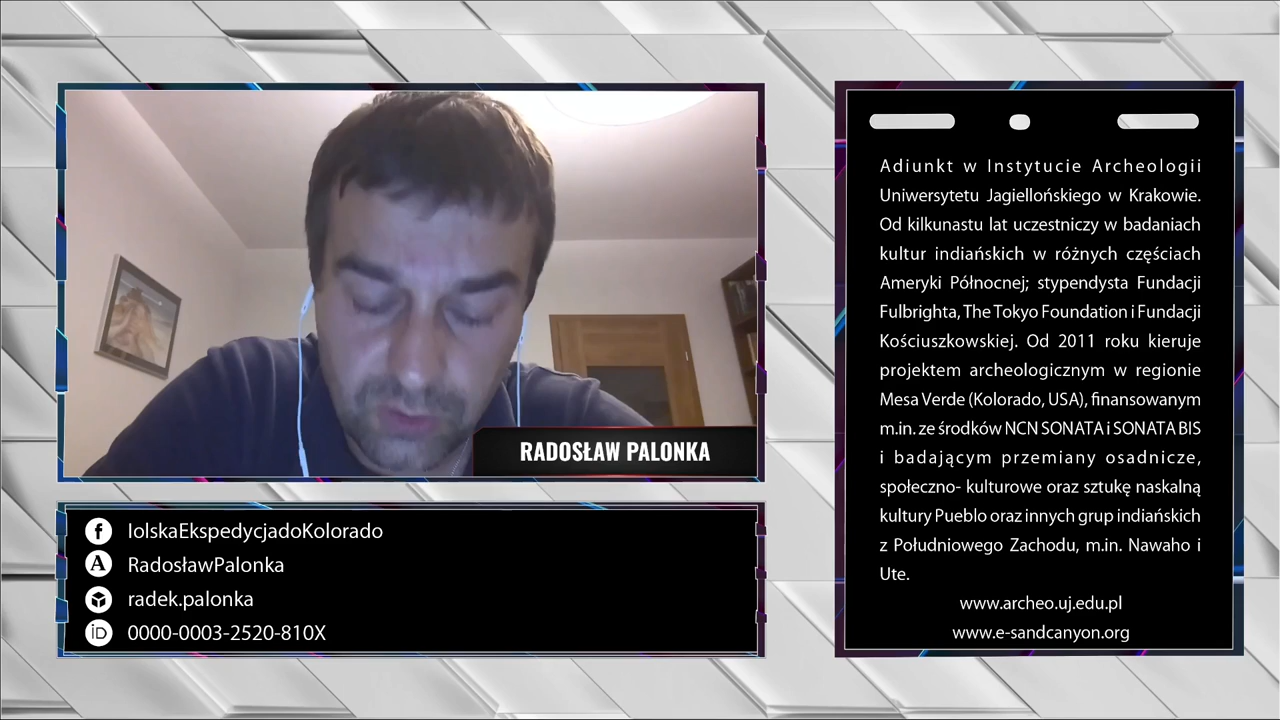 RADOSŁAW PALONKA
lolskaEkspedycjadoKolorado
RadosławPalonka
radek.palonka
iD 0000-0003-2520-810X
Adiunkt w Instytucie Archeologii
Uniwersytetu Jagiellońskiego w Krakowie.
Od kilkunastu lat uczestniczy w badaniach
kultur indiańskich w różnych częściach
Ameryki Północnej; stypendysta Fundacji
Fulbrighta, The Tokyo Foundation i Fundacji
Kościuszkowskiej. Od 2011 roku kieruje
projektem archeologicznym w regionie
Mesa Verde (Kolorado, USA), finansowanym
m.in. ze środków NCN SONATA i SONATA BIS
i badającym przemiany osadnicze,
społeczno- kulturowe oraz sztukę naskalną
kultury Pueblo oraz innych grup indiańskich
z Południowego Zachodu, m.in. Nawaho i
Ute.
www.archeo.uj.edu.pl
www.e-sandcanyon.org